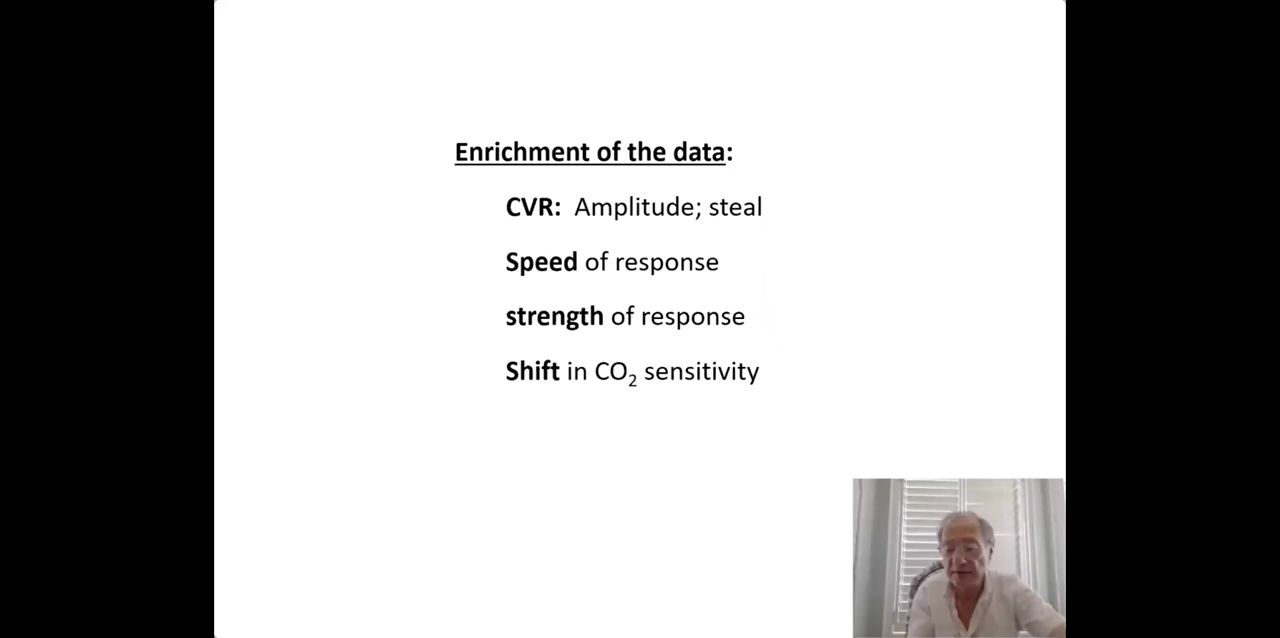 Enrichment of the data:
CVR: Amplitude; steal
Speed of response
strength of response
Shift in CO₂ sensitivity